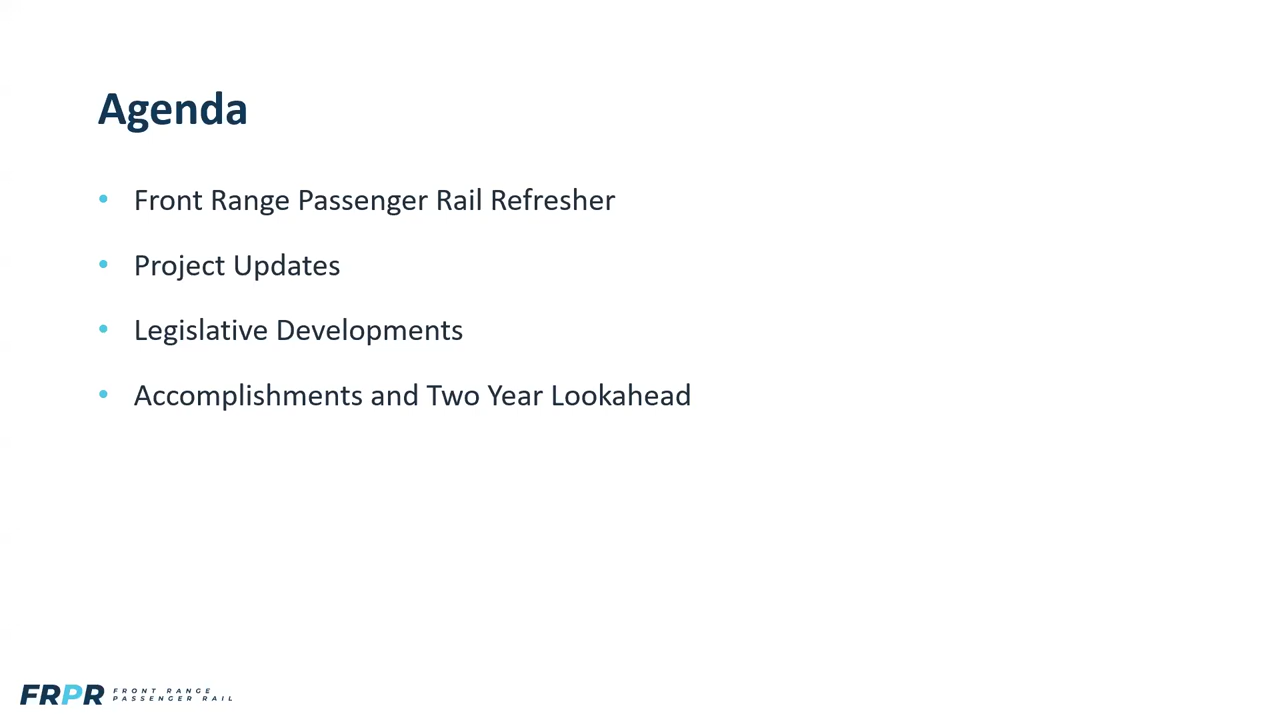 Agenda
• Front Range Passenger Rail Refresher
• Project Updates
• Legislative Developments
• Accomplishments and Two Year Lookahead
FRPR
FRONT RANGE
PASSENGER RAIL